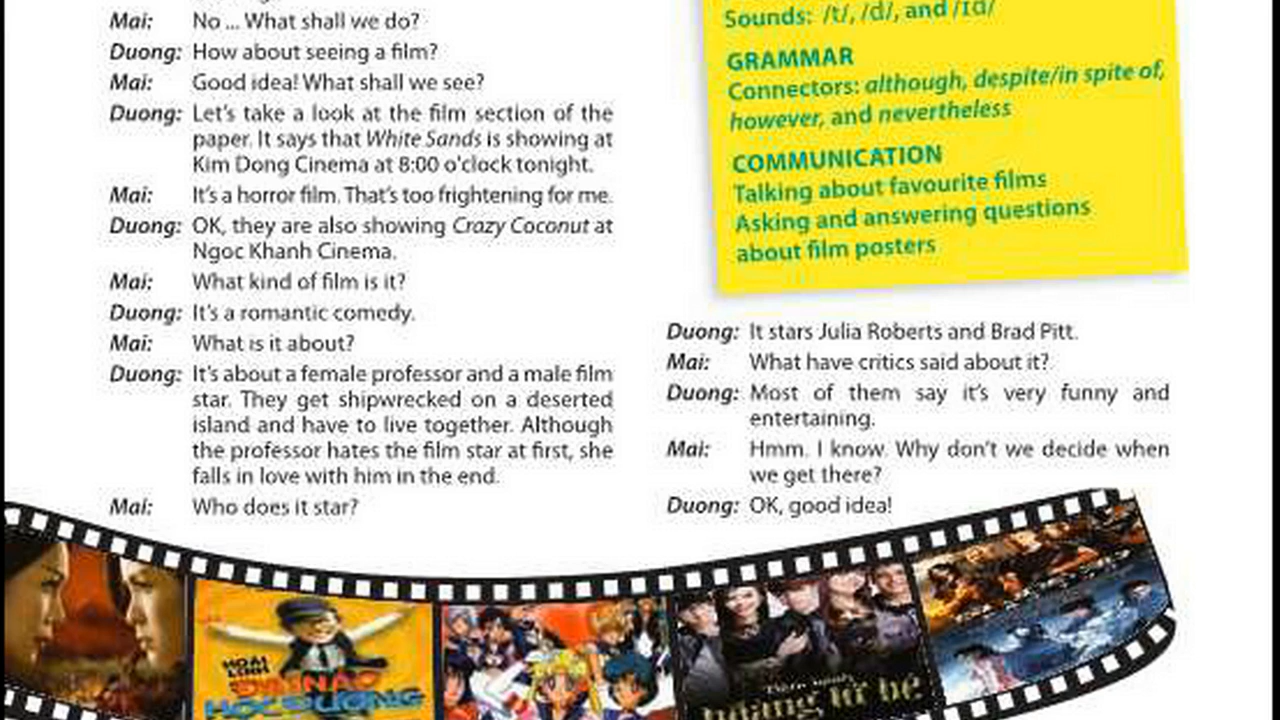 Mai: No ... What shall we do?
Duong: How about seeing a film?
Mai: Good idea! What shall we see?
Duong: Let's take a look at the film section of the
paper. It says that White Sands is showing at
Kim Dong Cinema at 8:00 o'clock tonight.
Mai: It's a horror film. That's too frightening for me.
Duong: OK, they are also showing Crazy Coconut at
Ngoc Khanh Cinema.
Mai: What kind of film is it?
Duong: It's a romantic comedy.
Mai: What is it about?
Duong: It's about a female professor and a male film
star. They get shipwrecked on a deserted
island and have to live together. Although
the professor hates the film star at first, she
falls in love with him in the end.
Mai: Who does it star?
Sounds: /t/, /d/, and /ɪd/
GRAMMAR
Connectors: although, despite/in spite of,
however, and nevertheless
COMMUNICATION
Talking about favourite films
Asking and answering questions
about film posters
Duong: It stars Julia Roberts and Brad Pitt.
Mai: What have critics said about it?
Duong: Most of them say it's very funny and
entertaining.
Mai: Hmm. I know. Why don't we decide when
we get there?
Duong: OK, good idea!
HOÀI
LINH
HỌC ĐƯỜNG
to be